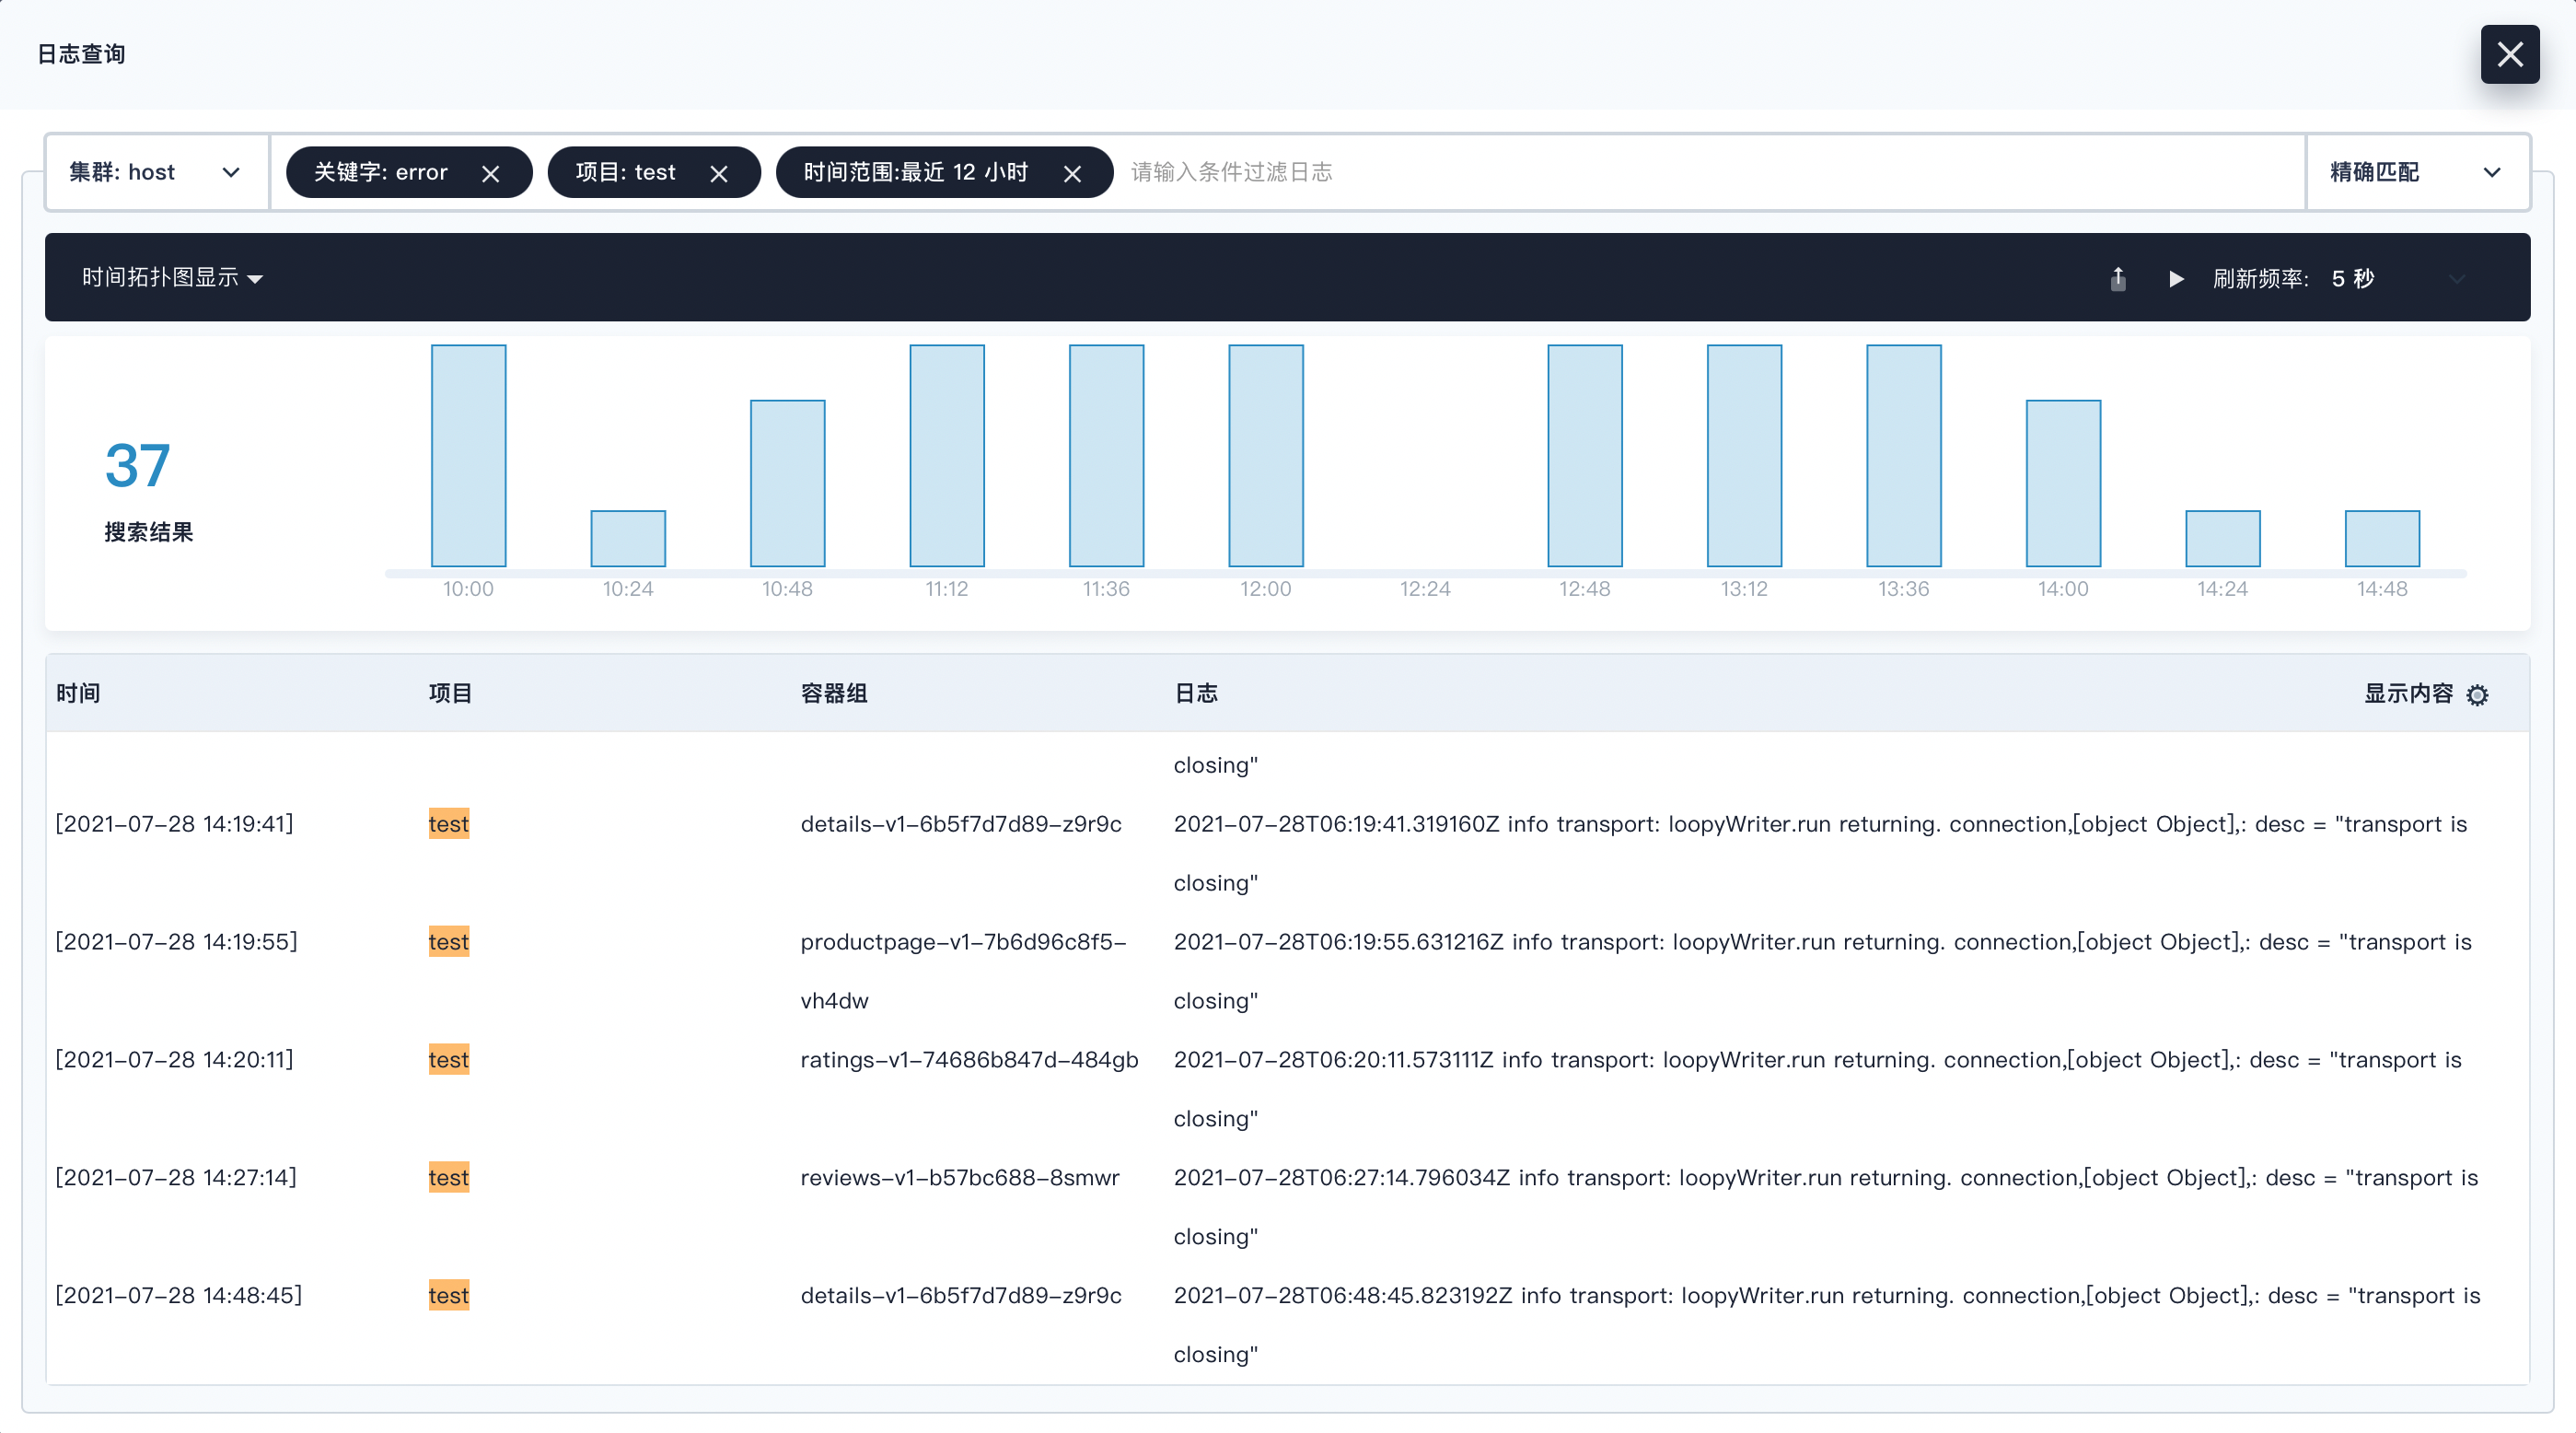 日志查询
集群: host 关键字: error 项目: test 时间范围:最近 12 小时 请输入条件过滤日志 精确匹配
时间拓扑图显示 刷新频率: 5 秒
37
搜索结果
10:00 10:24 10:48 11:12 11:36 12:00 12:24 12:48 13:12 13:36 14:00 14:24 14:48
时间 项目 容器组 日志 显示内容
closing"
[2021-07-28 14:19:41] test details-v1-6b5f7d7d89-z9r9c 2021-07-28T06:19:41.319160Z info transport: loopyWriter.run returning. connection,[object Object],: desc = "transport is
closing"
[2021-07-28 14:19:55] test productpage-v1-7b6d96c8f5- 2021-07-28T06:19:55.631216Z info transport: loopyWriter.run returning. connection,[object Object],: desc = "transport is
vh4dw closing"
[2021-07-28 14:20:11] test ratings-v1-74686b847d-484gb 2021-07-28T06:20:11.573111Z info transport: loopyWriter.run returning. connection,[object Object],: desc = "transport is
closing"
[2021-07-28 14:27:14] test reviews-v1-b57bc688-8smwr 2021-07-28T06:27:14.796034Z info transport: loopyWriter.run returning. connection,[object Object],: desc = "transport is
closing"
[2021-07-28 14:48:45] test details-v1-6b5f7d7d89-z9r9c 2021-07-28T06:48:45.823192Z info transport: loopyWriter.run returning. connection,[object Object],: desc = "transport is
closing"